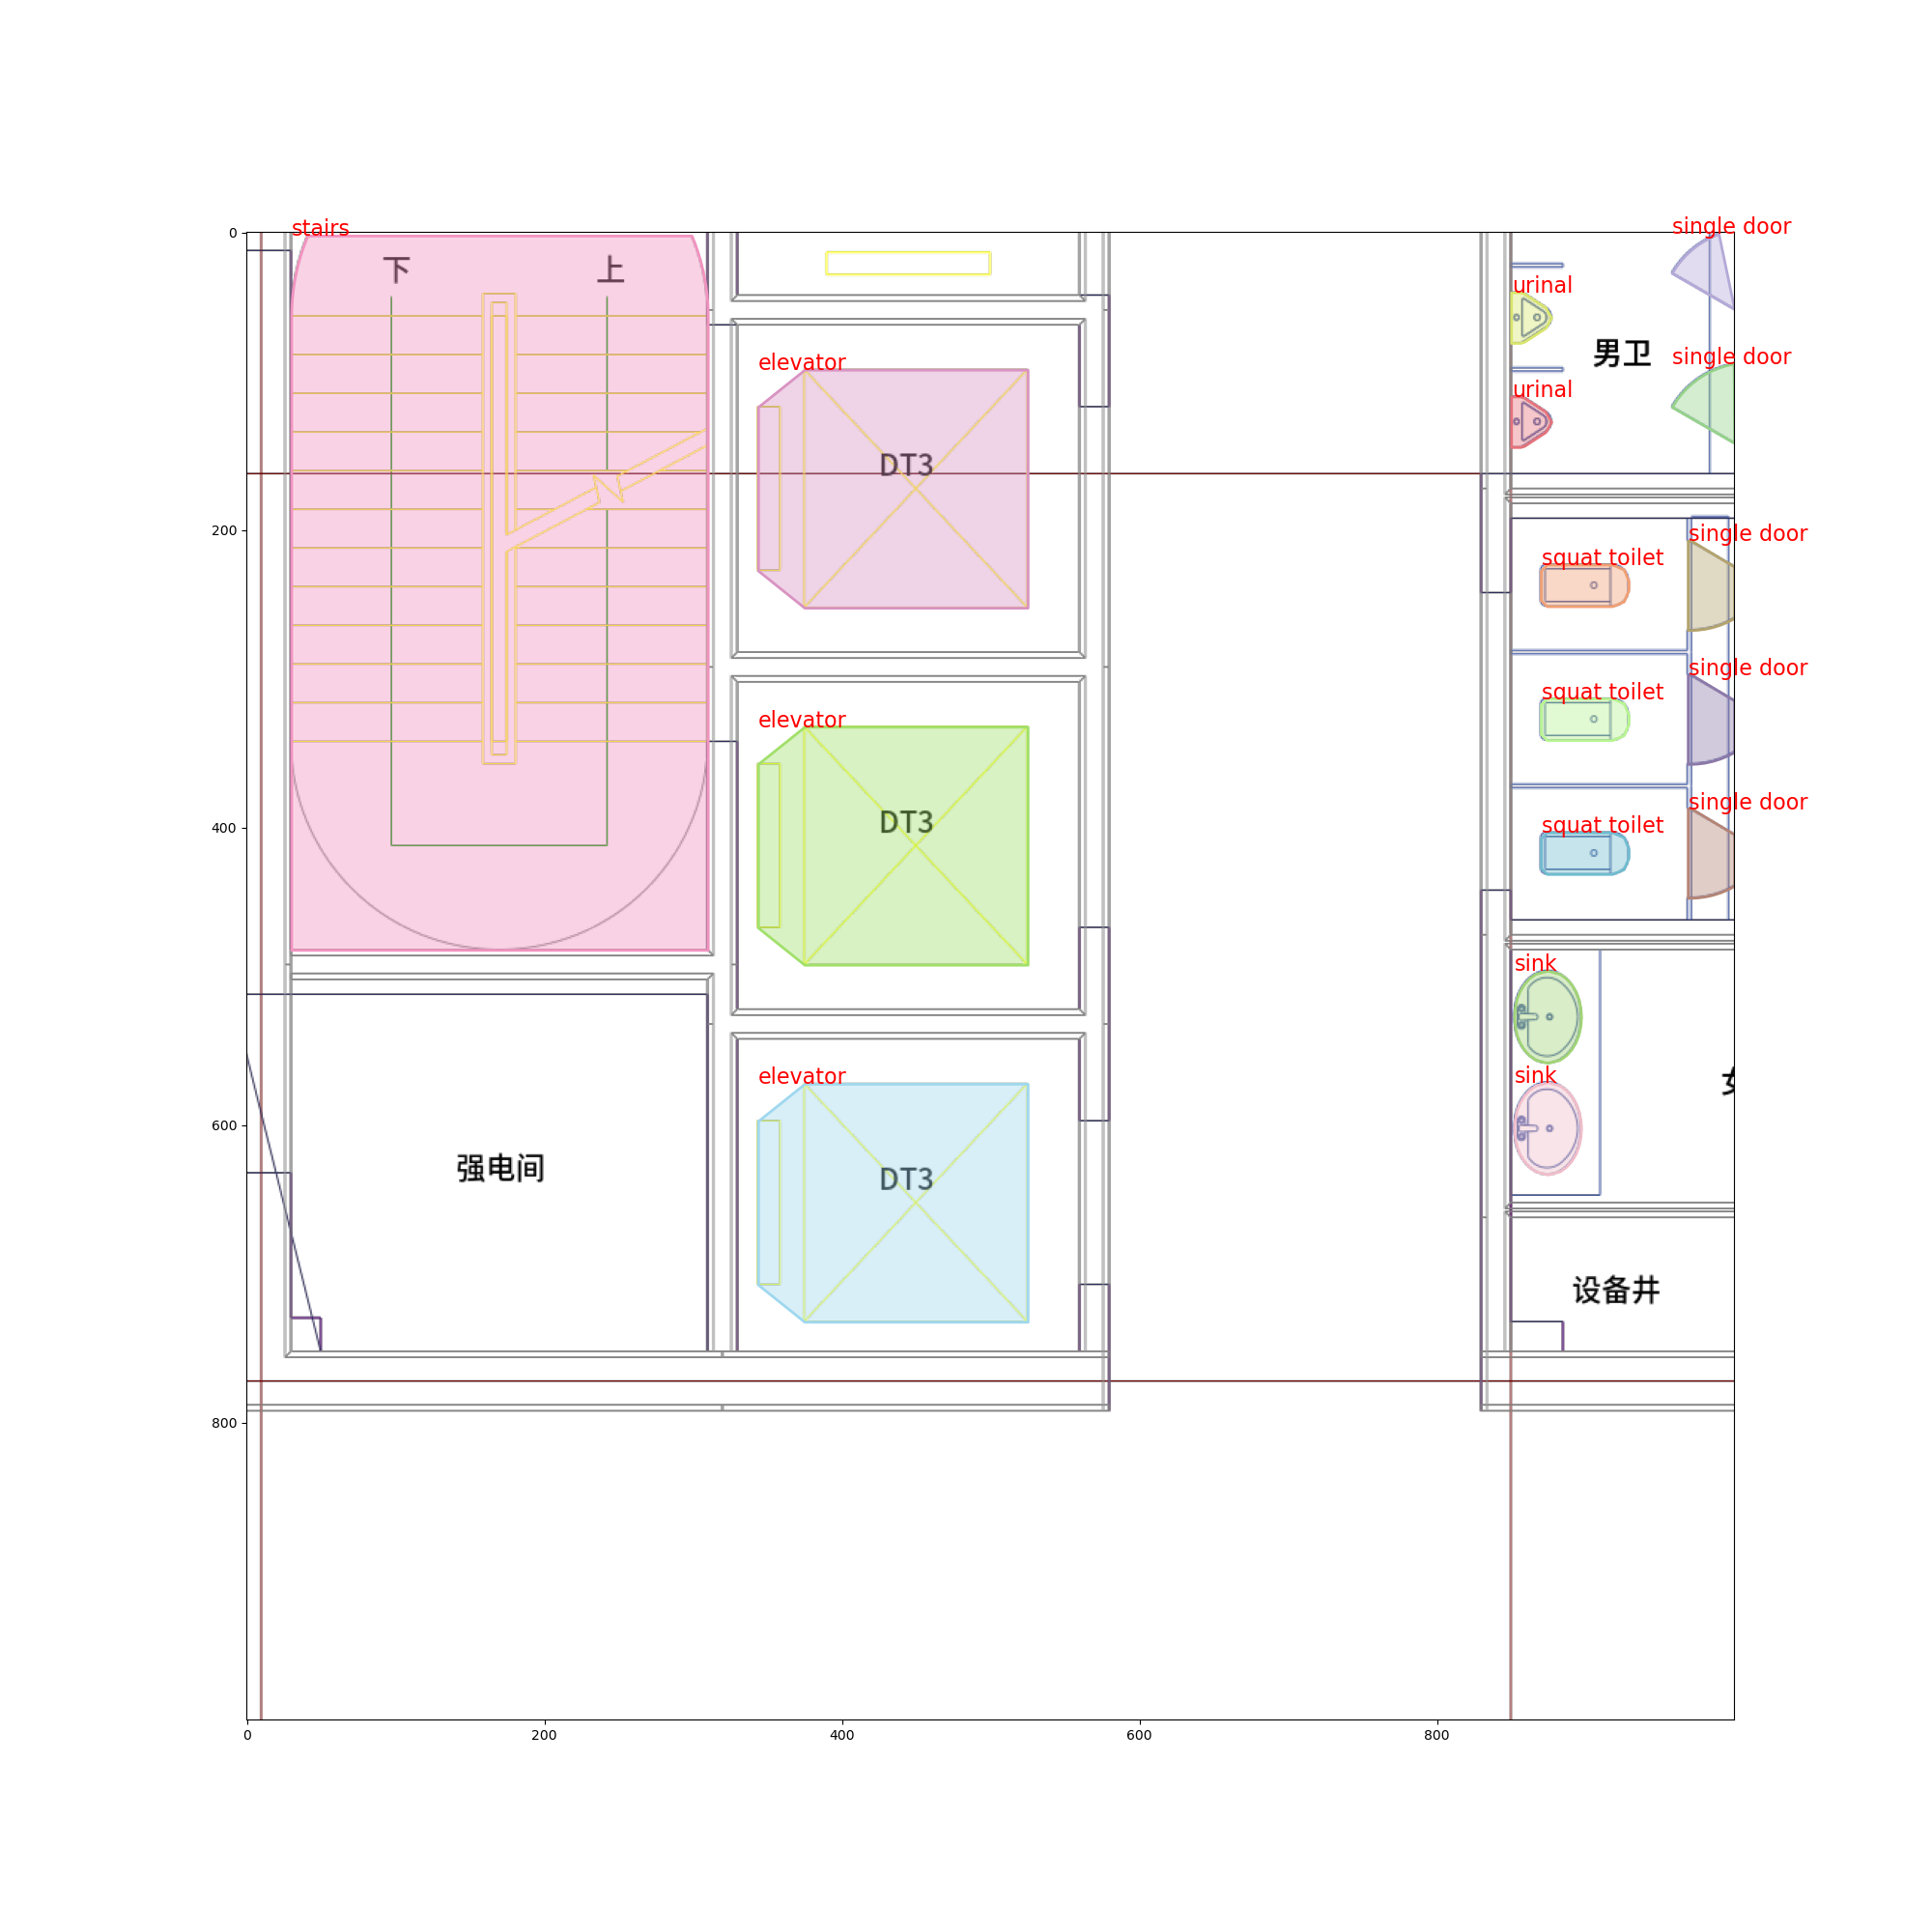 stairs
single door
下
上
urinal
男卫
single door
elevator
urinal
DT3
single door
squat toilet
single door
squat toilet
elevator
single door
squat toilet
DT3
sink
elevator
sink
强电间
DT3
设备井
0
200
400
600
800
0
200
400
600
800